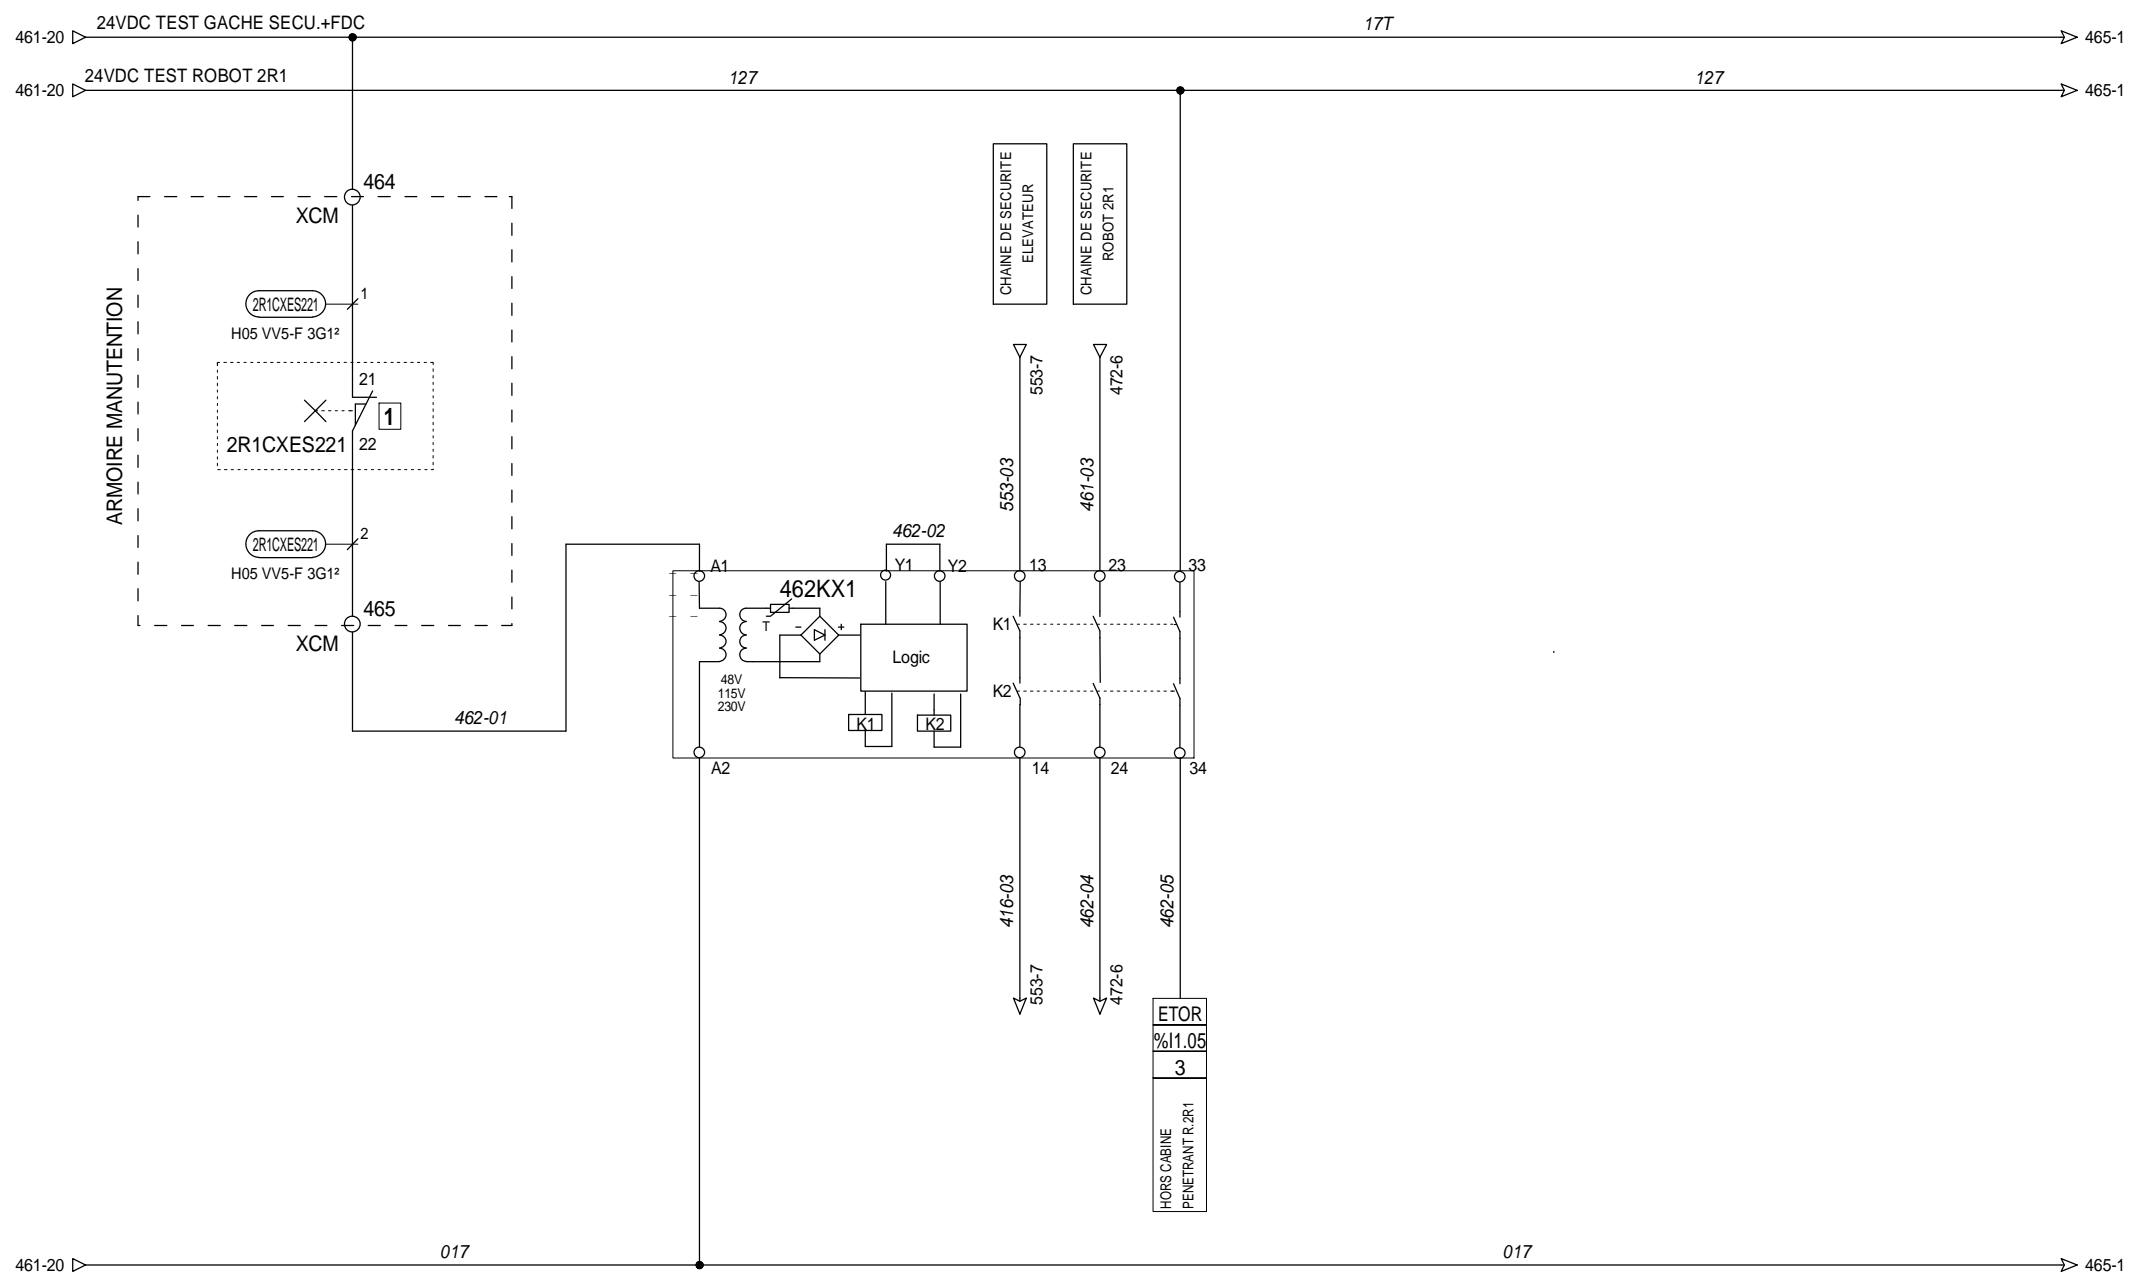 24VDC TEST GACHE SECU.+FDC
17T
461-20
465-1
24VDC TEST ROBOT 2R1
127
127
461-20
465-1
CHAINE DE SECURITE
ELEVATEUR
CHAINE DE SECURITE
ROBOT 2R1
464
XCM
ARMOIRE MANUTENTION
2R1CXES221
1
H05 VV5-F 3G1²
553-7
472-6
21
1
2R1CXES221
22
553-03
461-03
2R1CXES221
2
H05 VV5-F 3G1²
462-02
A1
Y1
Y2
13
23
33
462KX1
465
XCM
T
-
+
K1
Logic
48V
115V
230V
K2
K1
K2
462-01
A2
14
24
34
416-03
462-04
462-05
553-7
472-6
ETOR
%I1.05
3
HORS CABINE
PENETRANT R.2R1
017
017
461-20
465-1